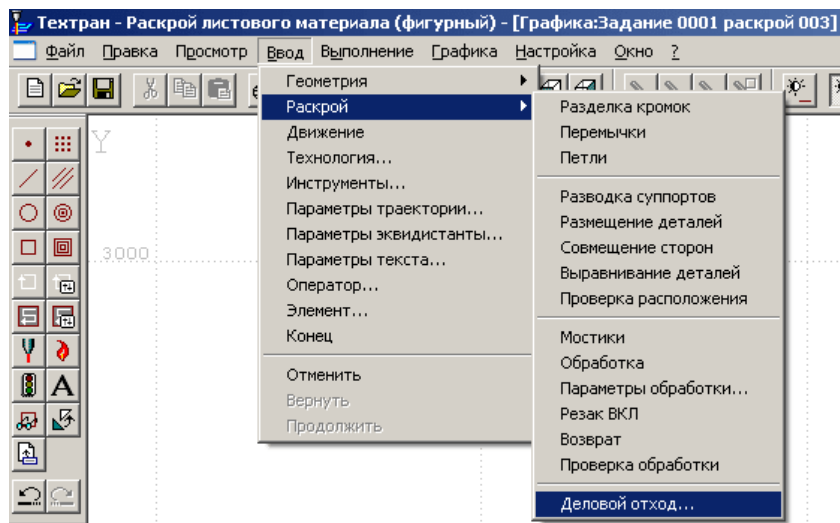 Техтран - Раскрой листового материала (фигурный) - [Графика:Задание 0001 раскрой 003]
Файл Правка Просмотр Ввод Выполнение Графика Настройка Окно ?
Геометрия
Раскрой
Движение
Технология...
Инструменты...
Параметры траектории...
Параметры эквидистанты...
Параметры текста...
Оператор...
Элемент...
Конец
Отменить
Вернуть
Продолжить
Разделка кромок
Перемычки
Петли
Разводка суппортов
Размещение деталей
Совмещение сторон
Выравнивание деталей
Проверка расположения
Мостики
Обработка
Параметры обработки...
Резак ВКЛ
Возврат
Проверка обработки
Деловой отход...
Y
3000
A